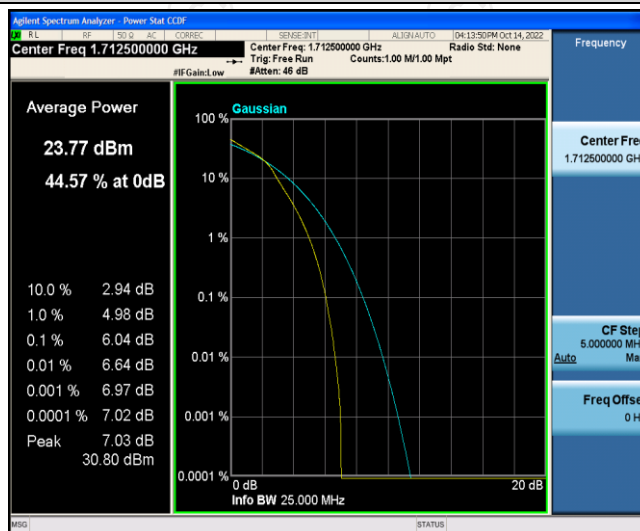 Agilent Spectrum Analyzer - Power Stat CCDF
RL RF 50 Ω AC CORREC SENSE:INT ALIGN AUTO 04:13:50 PM Oct 14, 2022
Center Freq 1.712500000 GHz
Center Freq: 1.712500000 GHz Radio Std: None
Trig: Free Run Counts:1.00 M/1.00 Mpt
#IFGain:Low #Atten: 46 dB
Frequency
Average Power
23.77 dBm
44.57 % at 0dB
10.0 % 2.94 dB
1.0 % 4.98 dB
0.1 % 6.04 dB
0.01 % 6.64 dB
0.001 % 6.97 dB
0.0001 % 7.02 dB
Peak 7.03 dB
30.80 dBm
Gaussian
100 %
10 %
1 %
0.1 %
0.01 %
0.001 %
0.0001 %
0 dB 20 dB
Info BW 25.000 MHz
Center Fre
1.712500000 GH
CF Step
5.000000 MH
Auto Ma
Freq Offse
0 H
MSG STATUS